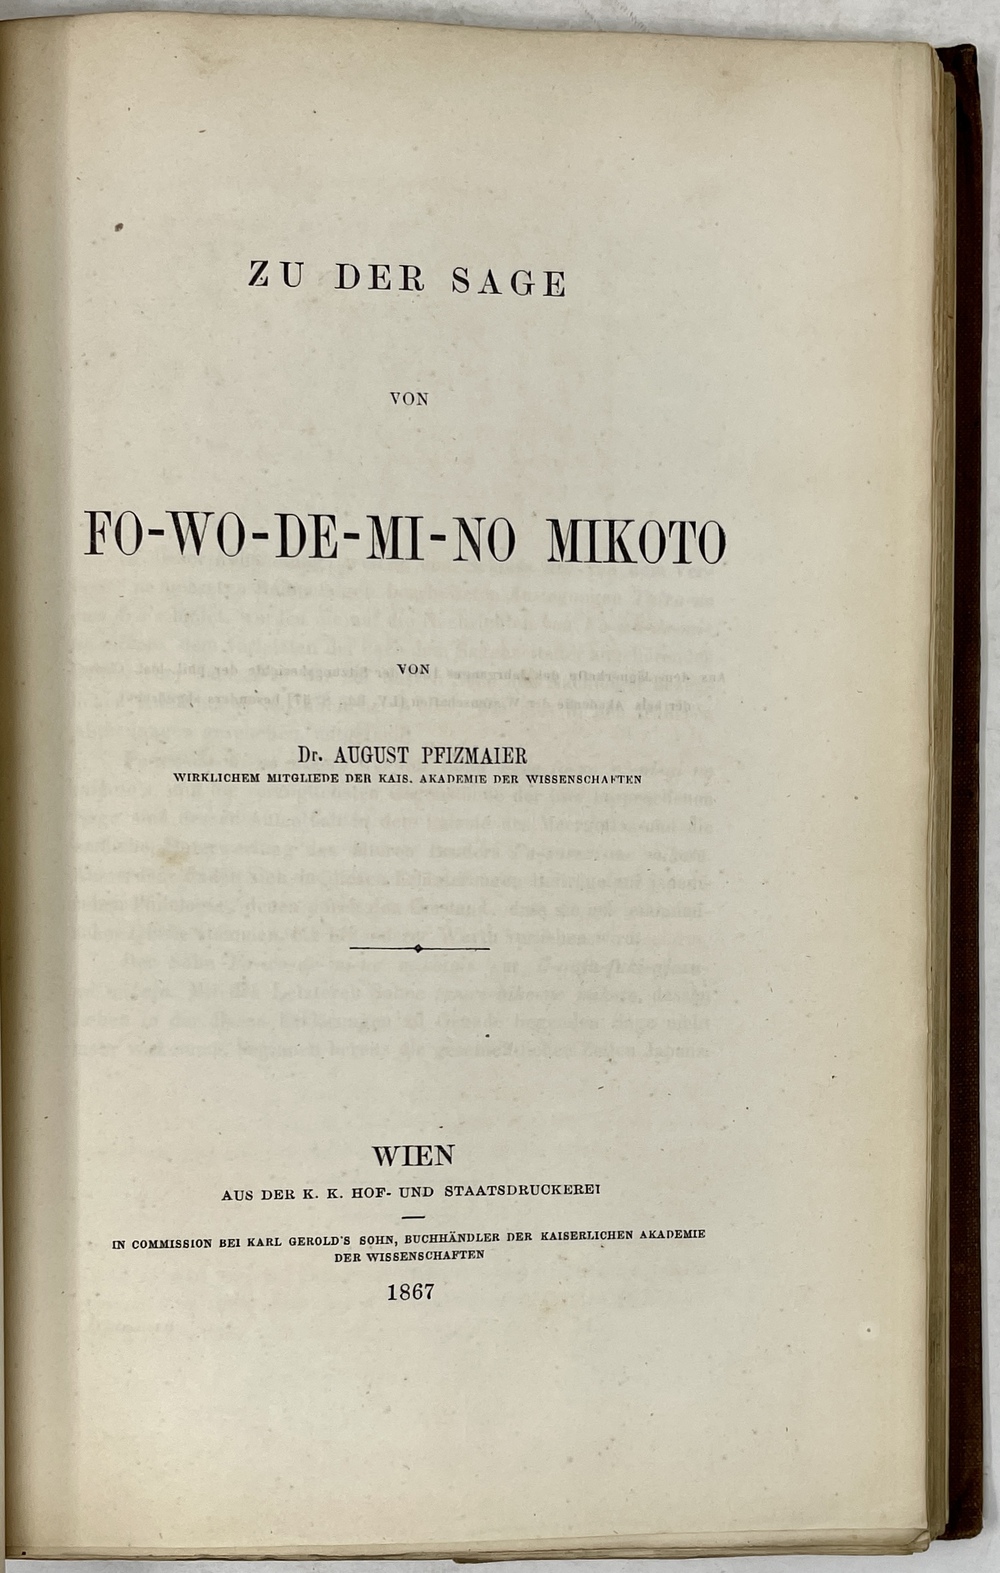 ZU DER SAGE
VON
FO-WO-DE-MI-NO MIKOTO
VON
Dr. AUGUST PFIZMAIER
WIRKLICHEM MITGLIEDE DER KAIS. AKADEMIE DER WISSENSCHAFTEN
WIEN
AUS DER K. K. HOF- UND STAATSDRUCKEREI
IN COMMISSION BEI KARL GEROLD'S SOHN, BUCHHÄNDLER DER KAISERLICHEN AKADEMIE
DER WISSENSCHAFTEN
1867